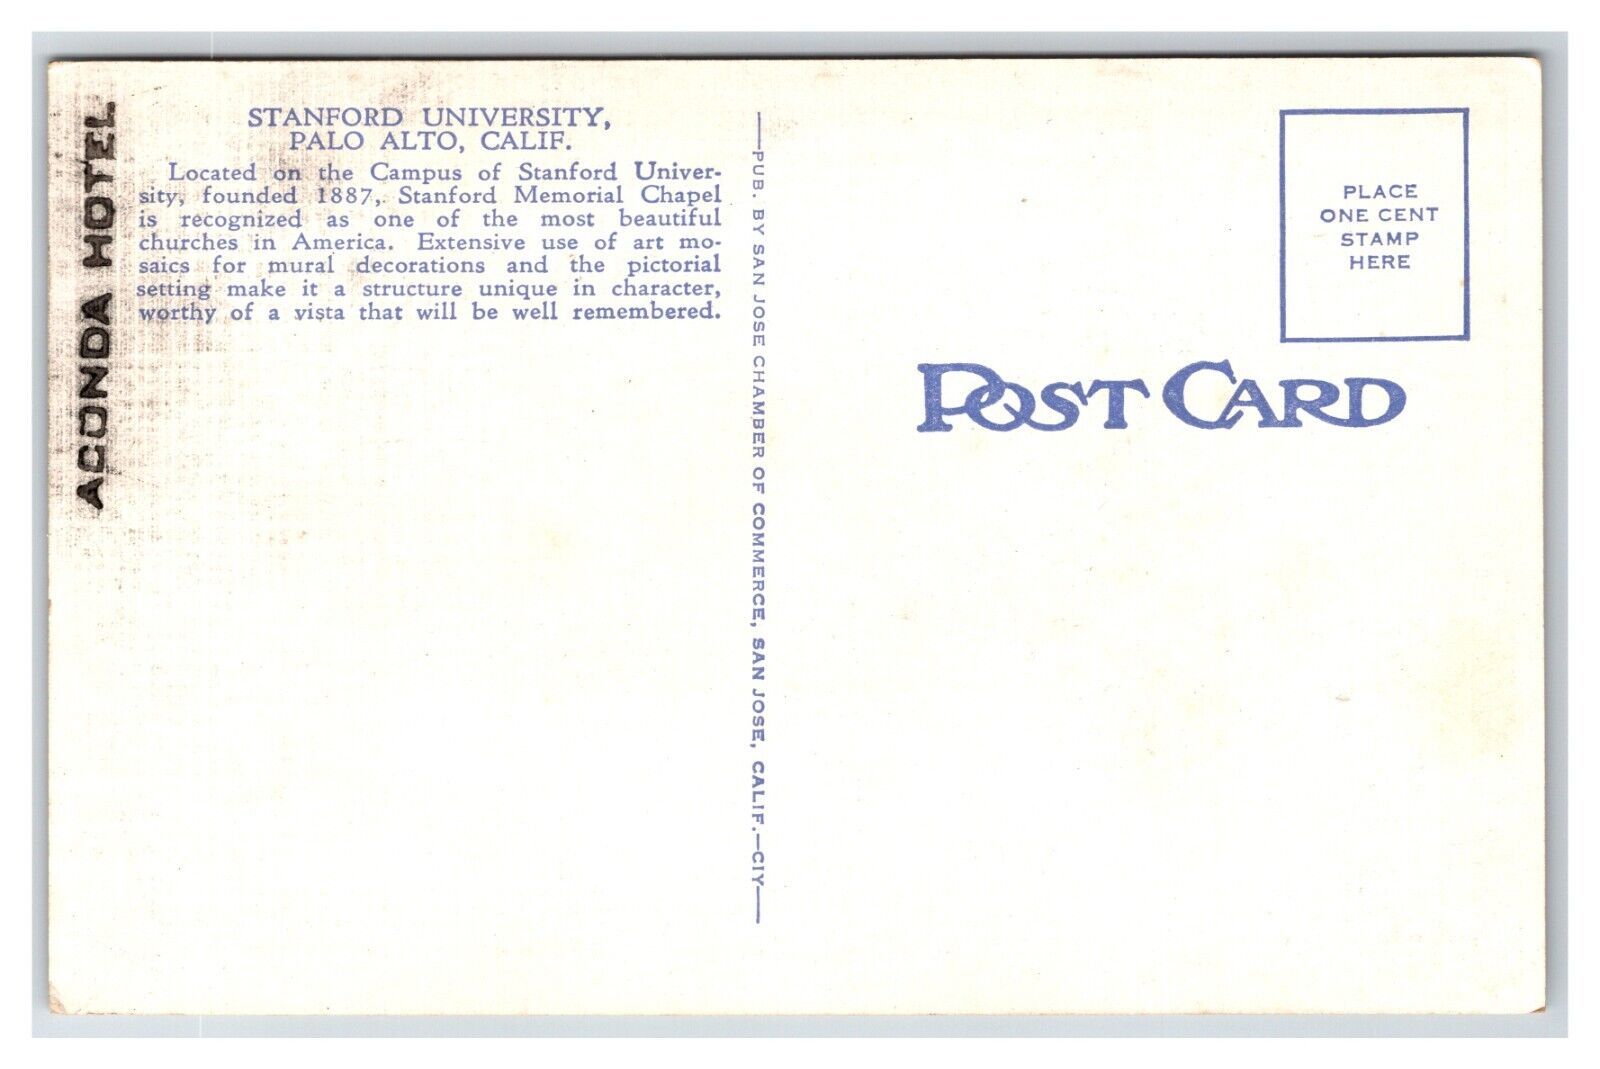 ACONDA HOTEL
STANFORD UNIVERSITY,
PALO ALTO, CALIF.
Located on the Campus of Stanford Univer-
sity, founded 1887, Stanford Memorial Chapel
is recognized as one of the most beautiful
churches in America. Extensive use of art mo-
saics for mural decorations and the pictorial
setting make it a structure unique in character,
worthy of a vista that will be well remembered.
—PUB. BY SAN JOSE CHAMBER OF COMMERCE, SAN JOSE, CALIF.—CIY—
PLACE
ONE CENT
STAMP
HERE
POST CARD